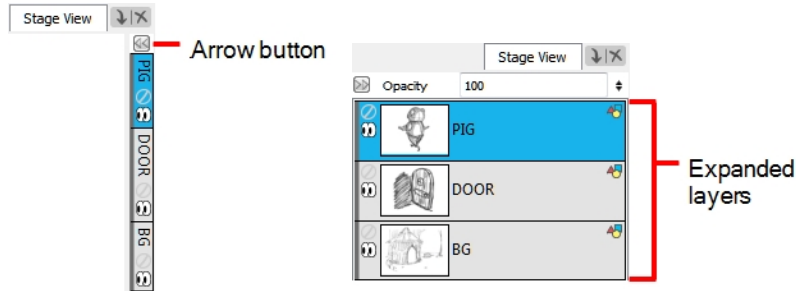 Stage View
Arrow button
PIG
DOOR
BG
Stage View
Opacity 100
PIG
DOOR
BG
Expanded
layers